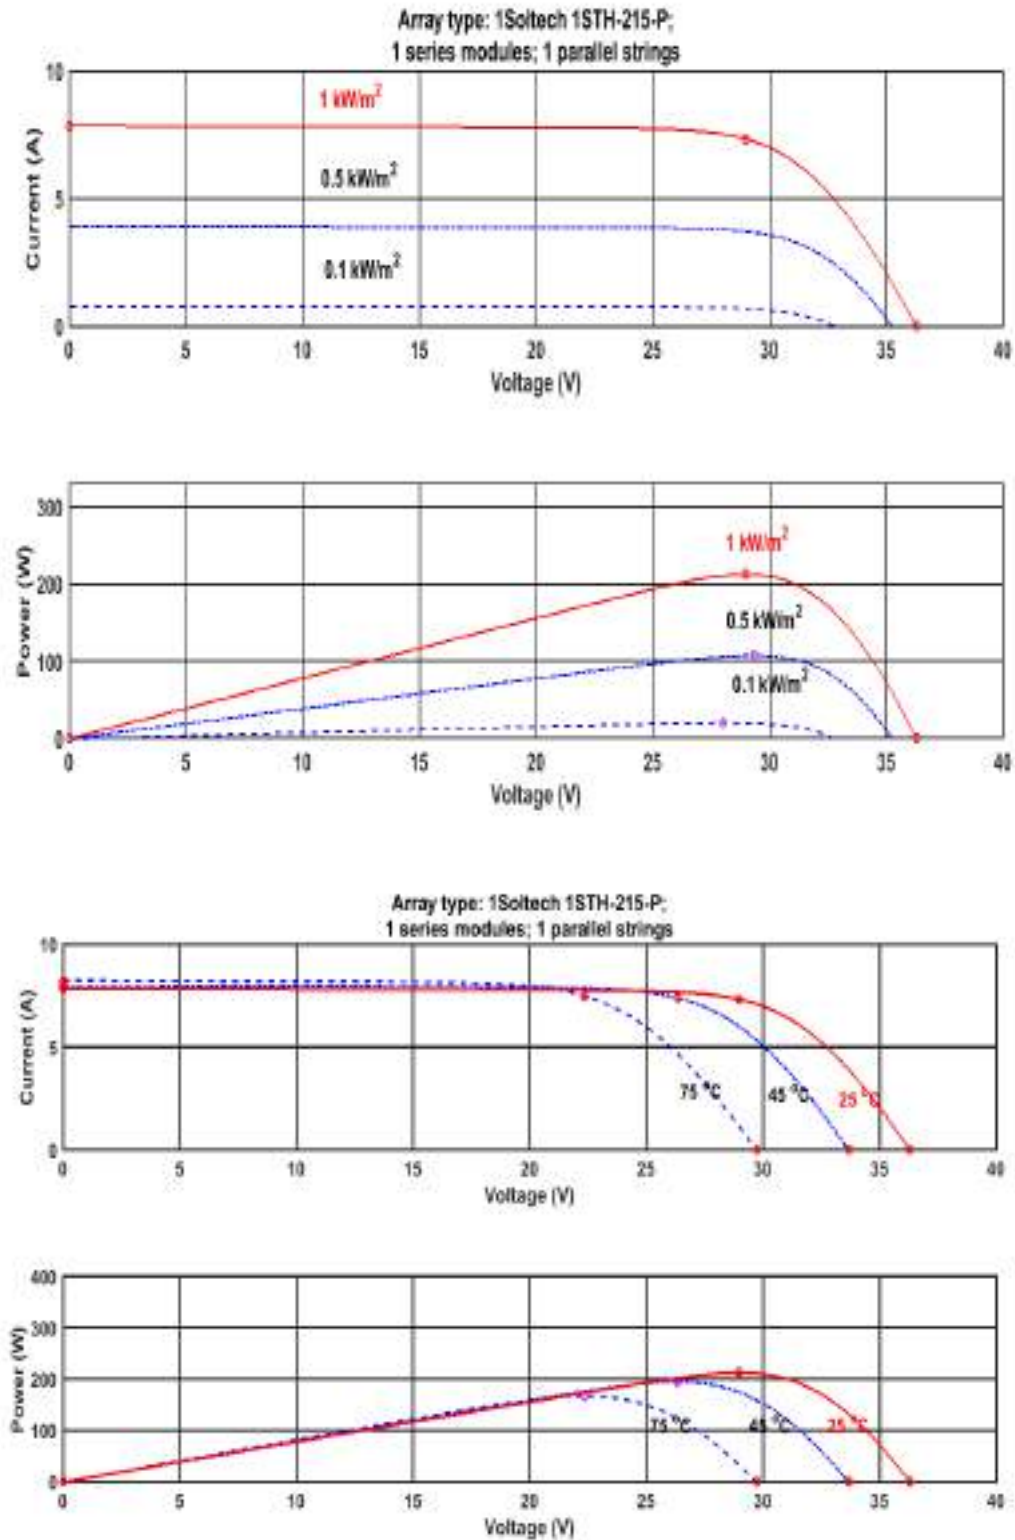 Array type: 1Soltech 1STH-215-P;
1 series modules; 1 parallel strings
10
5
0
Current (A)
1 kW/m²
0.5 kW/m²
0.1 kW/m²
0 5 10 15 20 25 30 35 40
Voltage (V)
300
200
100
0
Power (W)
1 kW/m²
0.5 kW/m²
0.1 kW/m²
0 5 10 15 20 25 30 35 40
Voltage (V)
Array type: 1Soltech 1STH-215-P;
1 series modules; 1 parallel strings
10
5
0
Current (A)
75 °C 45 °C 25 °C
0 5 10 15 20 25 30 35 40
Voltage (V)
400
300
200
100
0
Power (W)
75 °C 45 °C 25 °C
0 5 10 15 20 25 30 35 40
Voltage (V)